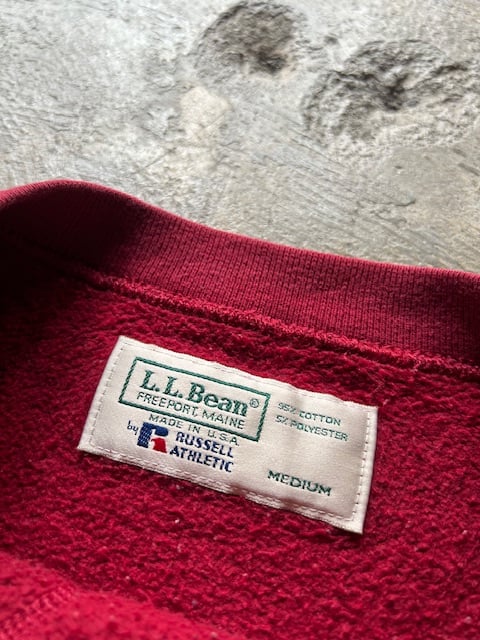 L.L.Bean®
FREEPORT, MAINE
MADE IN U.S.A.
by RUSSELL
ATHLETIC
95% COTTON
5% POLYESTER
MEDIUM